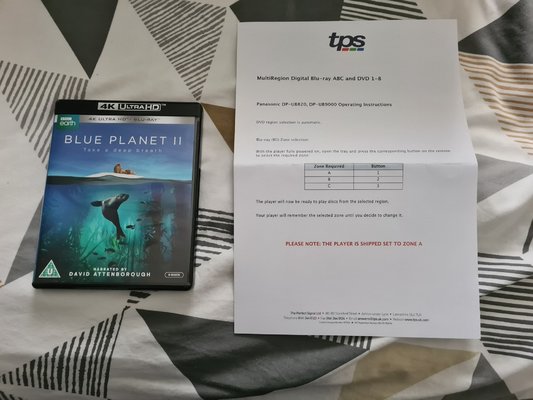 4K ULTRA HD
4K ULTRA HD BLU-RAY
BBC
earth
BLUE PLANET II
Take a deep breath
U
NARRATED BY
DAVID ATTENBOROUGH
tps
MultiRegion Digital Blu-ray ABC and DVD 1-8
Panasonic DP-UB820, DP-UB9000 Operating Instructions
DVD region selection is automatic.
Blu-ray (BD) Zone selection:
With the player fully powered on, open the tray and press the corresponding button on the remote
to select the required zone
Zone Required Button
A 1
B 2
C 3
The player will now be ready to play discs from the selected region.
Your player will remember the selected zone until you decide to change it.
PLEASE NOTE: THE PLAYER IS SHIPPED SET TO ZONE A